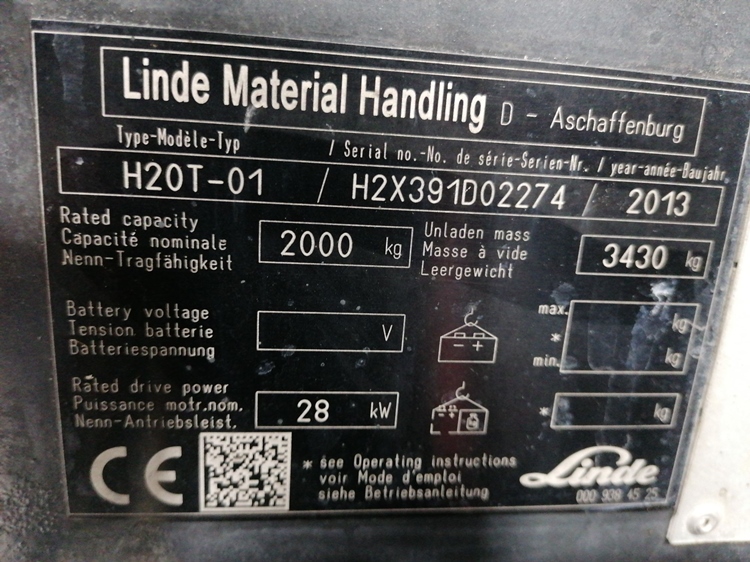 Linde Material Handling D - Aschaffenburg
Type-Modèle-Typ / Serial no.-No. de série-Serien-Nr. / year-année-Baujahr
H20T-01 / H2X391D02274 / 2013
Rated capacity
Capacité nominale
Nenn-Tragfähigkeit
2000 kg
Unladen mass
Masse à vide
Leergewicht
3430 kg
Battery voltage
Tension batterie
Batteriespannung
V
max.
*
min.
kg
kg
Rated drive power
Puissance motr.nom.
Nenn-Antriebsleist.
28 kW
* kg
CE
* see Operating instructions
voir Mode d'emploi
siehe Betriebsanleitung
Linde
000 939 45 25